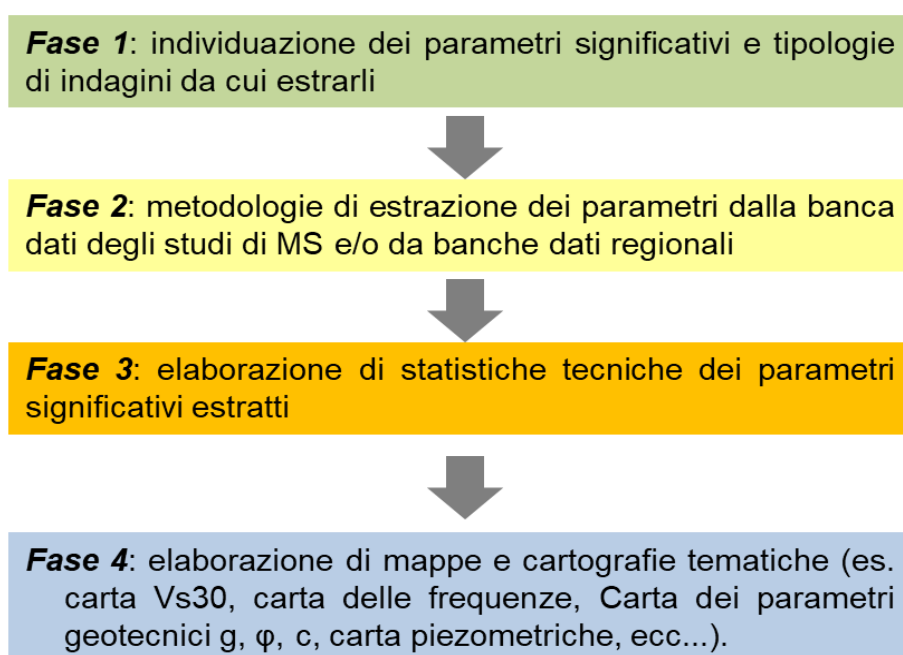 Fase 1: individuazione dei parametri significativi e tipologie
di indagini da cui estrarli
Fase 2: metodologie di estrazione dei parametri dalla banca
dati degli studi di MS e/o da banche dati regionali
Fase 3: elaborazione di statistiche tecniche dei parametri
significativi estratti
Fase 4: elaborazione di mappe e cartografie tematiche (es.
carta Vs30, carta delle frequenze, Carta dei parametri
geotecnici g, φ, c, carta piezometriche, ecc...).